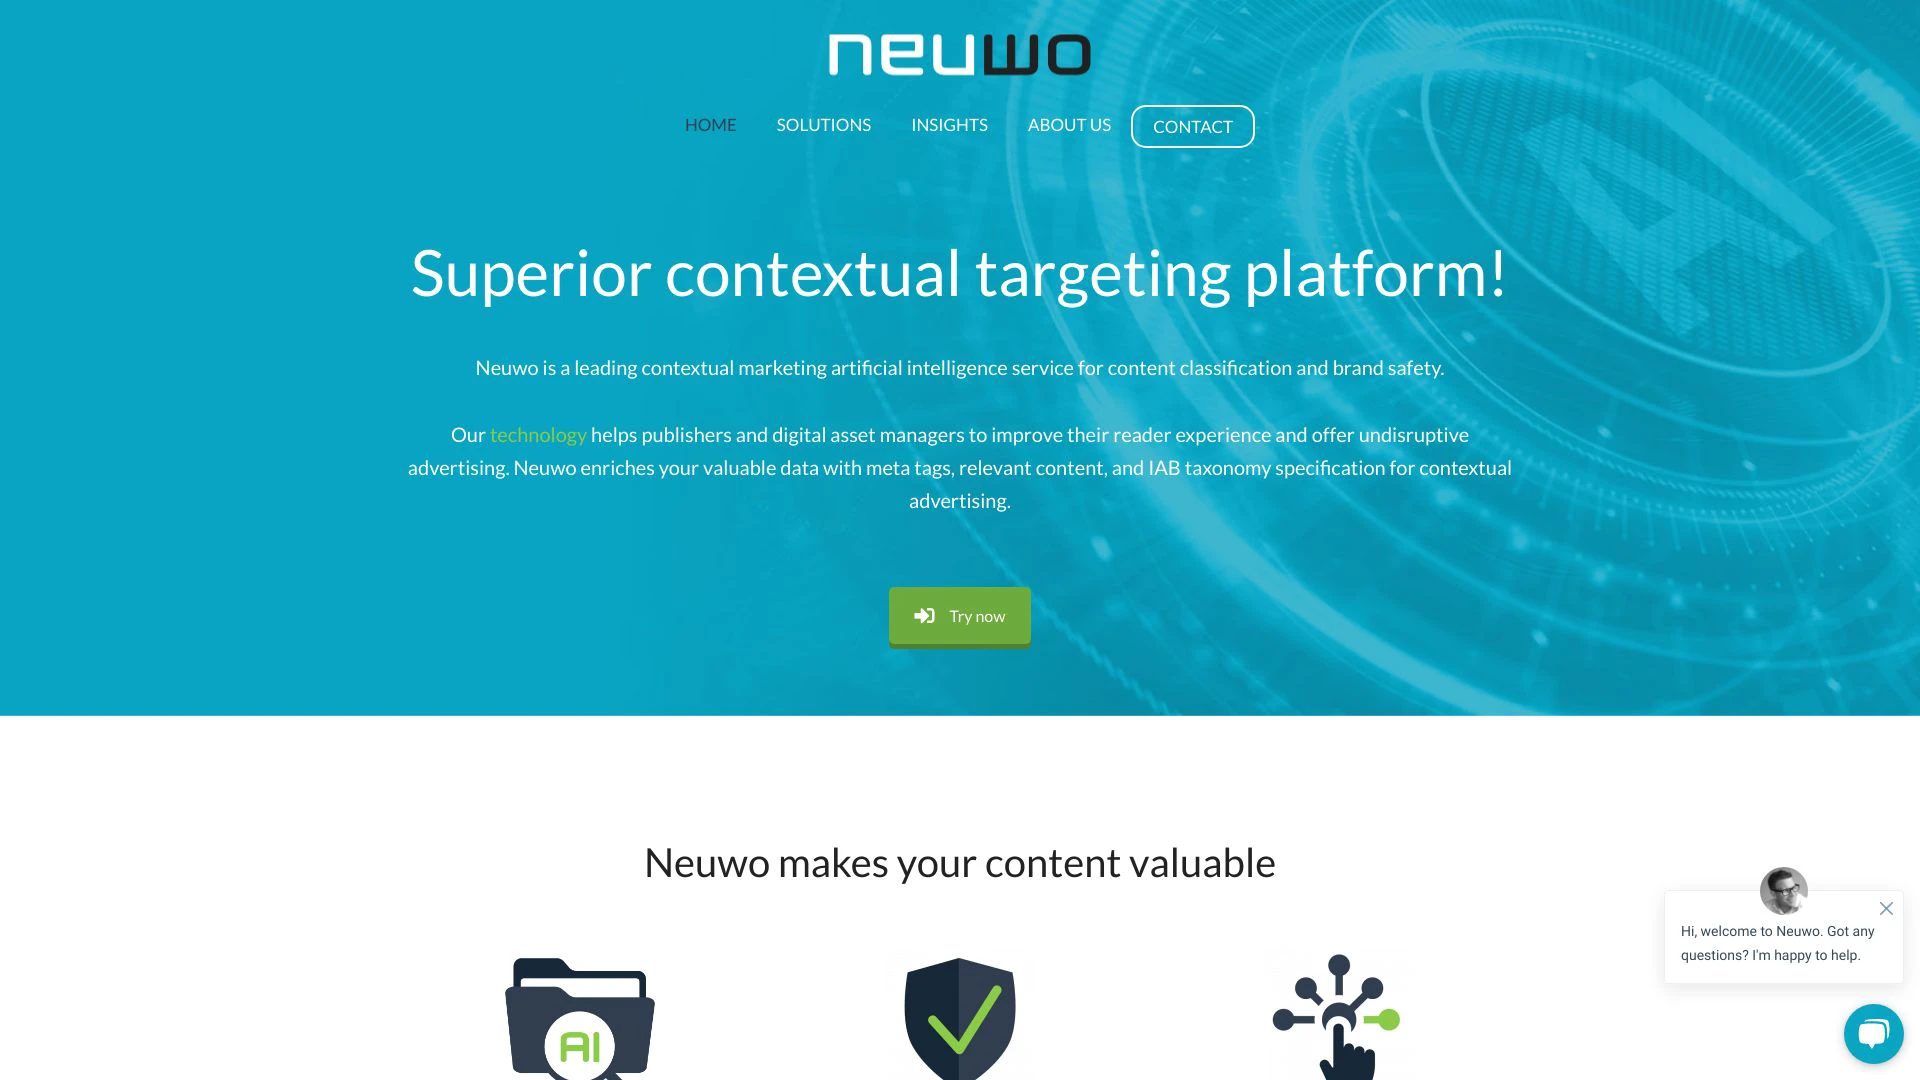 neuwo
HOME SOLUTIONS INSIGHTS ABOUT US CONTACT
Superior contextual targeting platform!
Neuwo is a leading contextual marketing artificial intelligence service for content classification and brand safety.
Our technology helps publishers and digital asset managers to improve their reader experience and offer undisruptive
advertising. Neuwo enriches your valuable data with meta tags, relevant content, and IAB taxonomy specification for contextual
advertising.
Try now
Neuwo makes your content valuable
AI
Hi, welcome to Neuwo. Got any
questions? I'm happy to help.